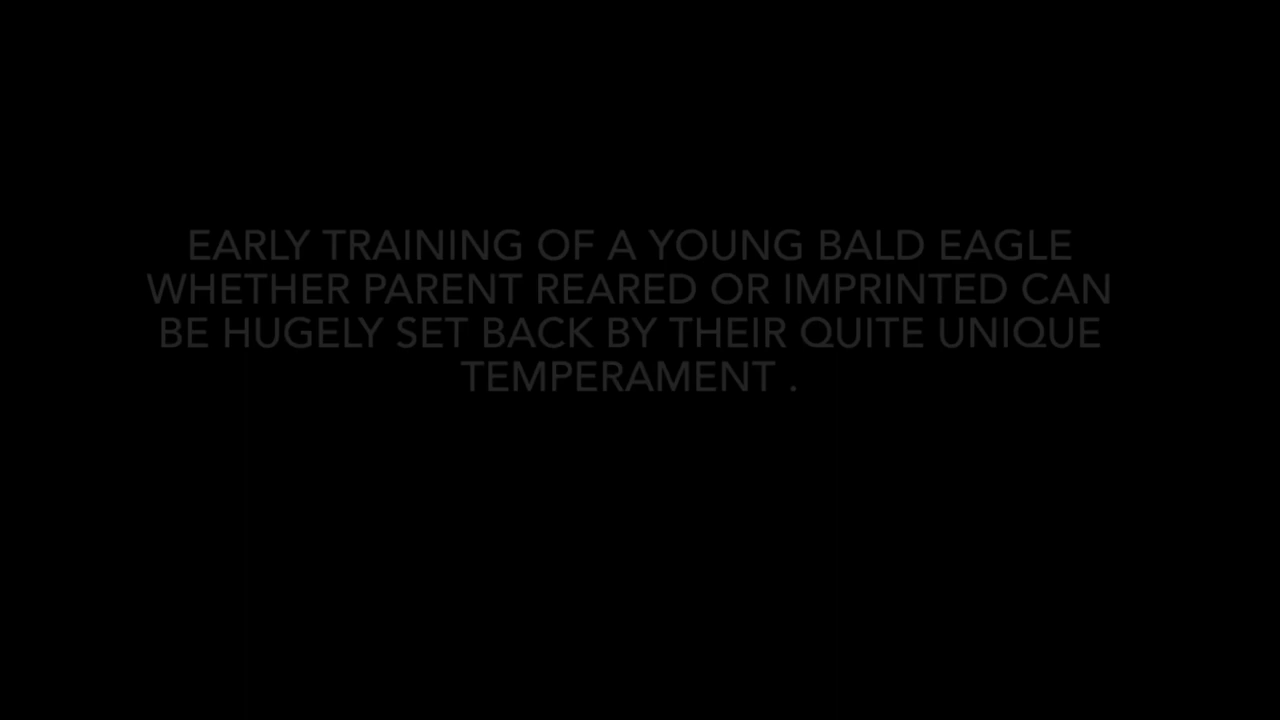 EARLY TRAINING OF A YOUNG BALD EAGLE
WHETHER PARENT REARED OR IMPRINTED CAN
BE HUGELY SET BACK BY THEIR QUITE UNIQUE
TEMPERAMENT .